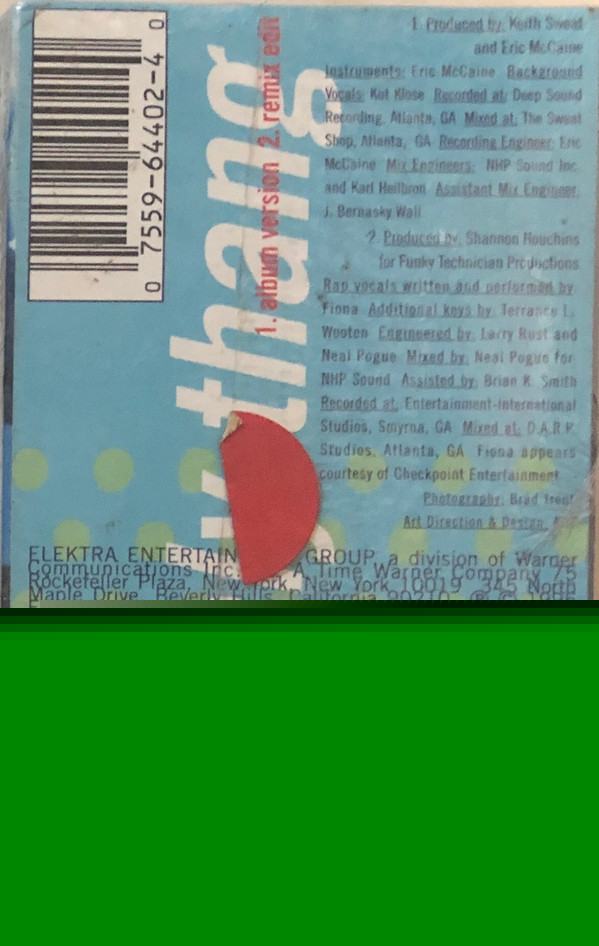 0 7559-64402-4 0
thang
1. album version 2. remix edit
1. Produced by: Keith Sweat
and Eric McCaine
Instruments: Eric McCaine Background
Vocals: Kut Klose Recorded at: Deep Sound
Recording, Atlanta, GA Mixed at: The Sweat
Shop, Atlanta, GA Recording Engineer: Eric
McCaine Mix Engineers: NHP Sound Inc.
and Karl Heilbron Assistant Mix Engineer:
J. Bernasky Wall
2. Produced by: Shannon Houchins
for Funky Technician Productions
Rap vocals written and performed by:
Fiona Additional keys by: Terrance L.
Wooten Engineered by: Larry Rust and
Neal Pogue Mixed by: Neal Pogue for
NHP Sound Assisted by: Brian K. Smith
Recorded at: Entertainment-International
Studios, Smyrna, GA Mixed at: D.A.R.P.
Studios, Atlanta, GA Fiona appears
courtesy of Checkpoint Entertainment
Photography: Brad
Art Direction & Design:
ELEKTRA ENTERTAIN GROUP, a division of Warner
Communications Inc. A Time Warner Company 75
Rockefeller Plaza, New York, New York 10019 345 North
Maple Drive, Beverly Hills, California 90210 ℗ ©